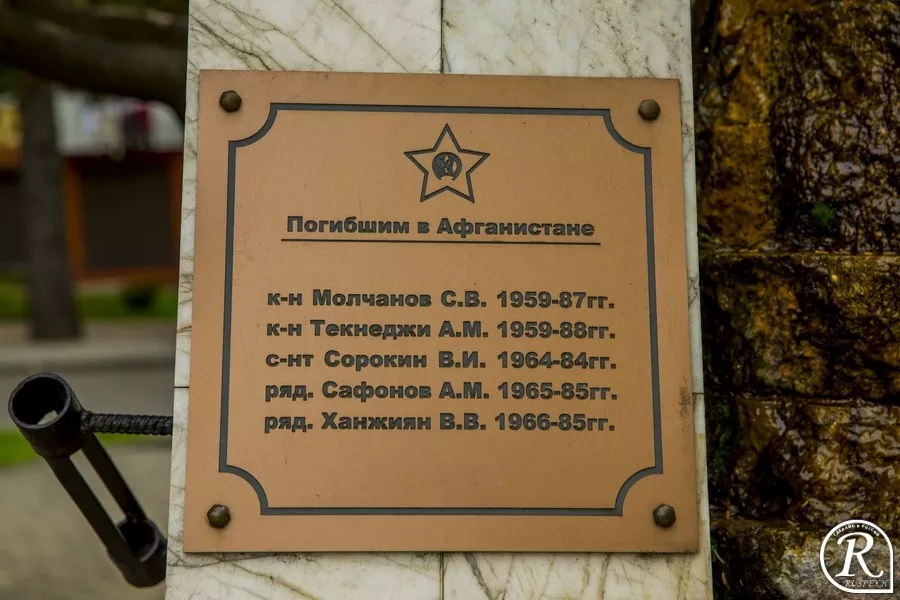 Погибшим в Афганистане
к-н Молчанов С.В. 1959-87гг.
к-н Текнеджи А.М. 1959-88гг.
с-нт Сорокин В.И. 1964-84гг.
ряд. Сафонов А.М. 1965-85гг.
ряд. Ханжиян В.В. 1966-85гг.
R
RUSPEKH